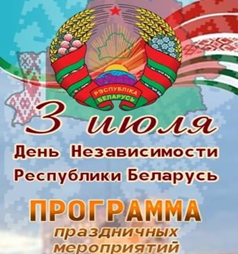 РЭСПУБЛІКА
БЕЛАРУСЬ
3 июля
День Независимости
Республики Беларусь
ПРОГРАММА
праздничных
мероприятий